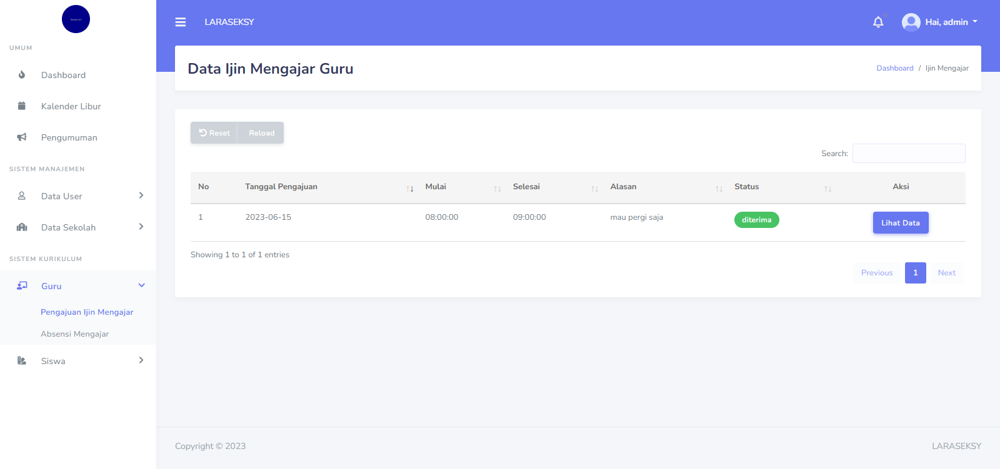 LARASEKSY
Hai, admin
UMUM
Dashboard
Kalender Libur
Pengumuman
SISTEM MANAJEMEN
Data User
Data Sekolah
SISTEM KURIKULUM
Guru
Pengajuan Ijin Mengajar
Absensi Mengajar
Siswa
Data Ijin Mengajar Guru
Dashboard / Ijin Mengajar
Reset Reload
Search:
No Tanggal Pengajuan Mulai Selesai Alasan Status Aksi
1 2023-06-15 08:00:00 09:00:00 mau pergi saja diterima Lihat Data
Showing 1 to 1 of 1 entries
Previous 1 Next
Copyright © 2023 LARASEKSY